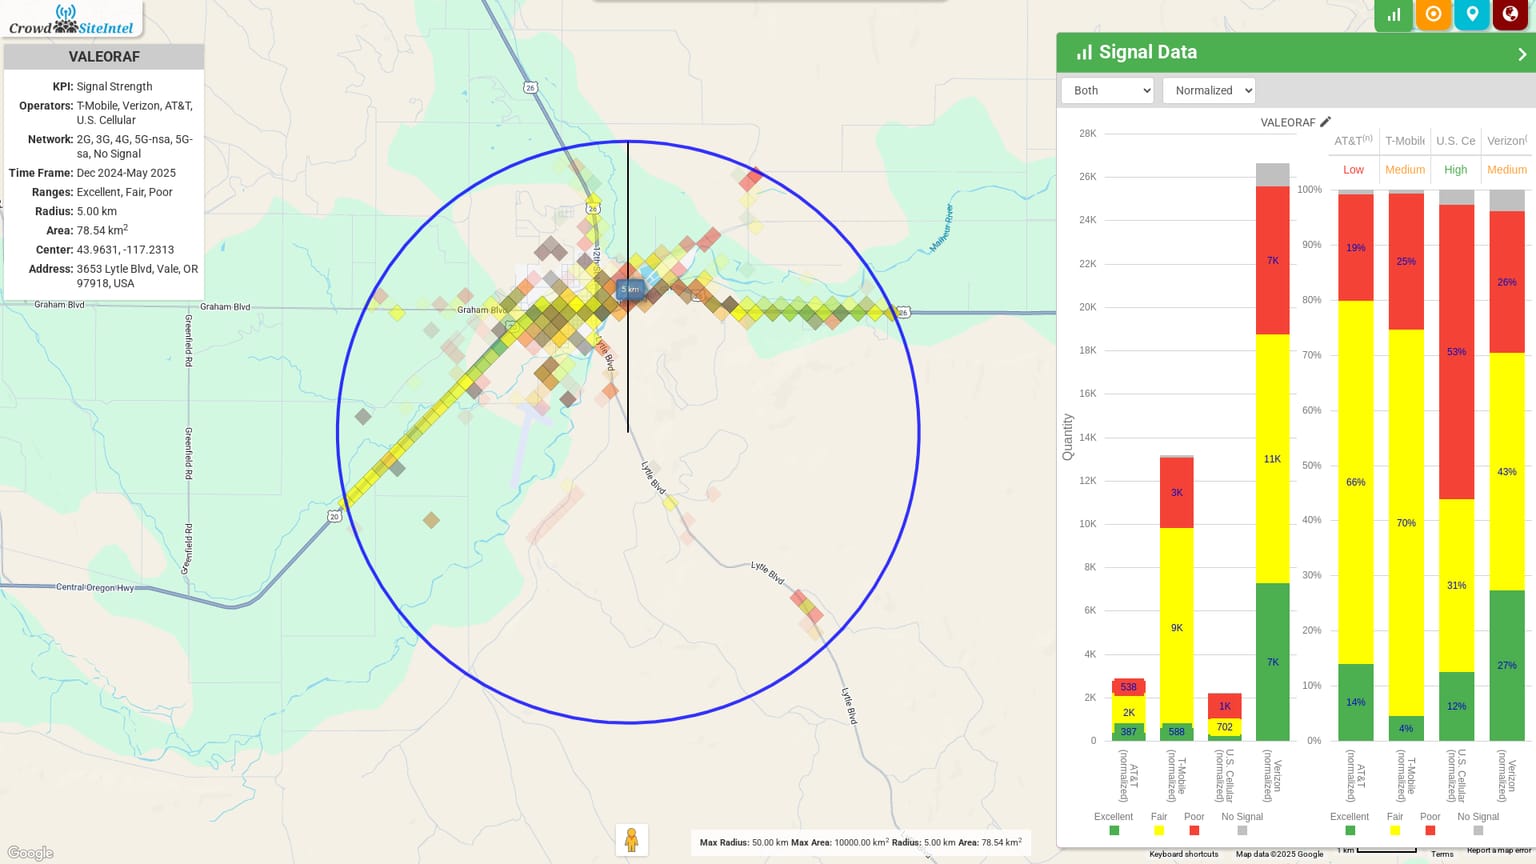 Crowd SiteIntel
VALEORAF
KPI: Signal Strength
Operators: T-Mobile, Verizon, AT&T,
U.S. Cellular
Network: 2G, 3G, 4G, 5G-nsa, 5G-
sa, No Signal
Time Frame: Dec 2024-May 2025
Ranges: Excellent, Fair, Poor
Radius: 5.00 km
Area: 78.54 km²
Center: 43.9631, -117.2313
Address: 3653 Lytle Blvd, Vale, OR
97918, USA
26
26
12th St
Malheur River
5 km
Graham Blvd
Graham Blvd
Graham Blvd
26
Greenfield Rd
Greenfield Rd
Greenfield Rd
Lytle Blvd
Lytle Blvd
Lytle Blvd
Lytle Blvd
20
Central Oregon Hwy
Google
Max Radius: 50.00 km Max Area: 10000.00 km² Radius: 5.00 km Area: 78.54 km²
Signal Data
Both
Normalized
VALEORAF
Quantity
28K
26K
24K
22K
20K
18K
16K
14K
12K
10K
8K
6K
4K
2K
0
538
2K
387
3K
9K
588
1K
702
7K
11K
7K
AT&T
(normalized)
T-Mobile
(normalized)
U.S. Cellular
(normalized)
Verizon
(normalized)
Excellent Fair Poor No Signal
AT&T(n) T-Mobile U.S. Ce Verizon(
Low Medium High Medium
100%
90%
80%
70%
60%
50%
40%
30%
20%
10%
0%
19%
66%
14%
25%
70%
4%
53%
31%
12%
26%
43%
27%
AT&T
(normalized)
T-Mobile
(normalized)
U.S. Cellular
(normalized)
Verizon
(normalized)
Excellent Fair Poor No Signal
Keyboard shortcuts Map data ©2025 Google 1 km Terms Report a map error